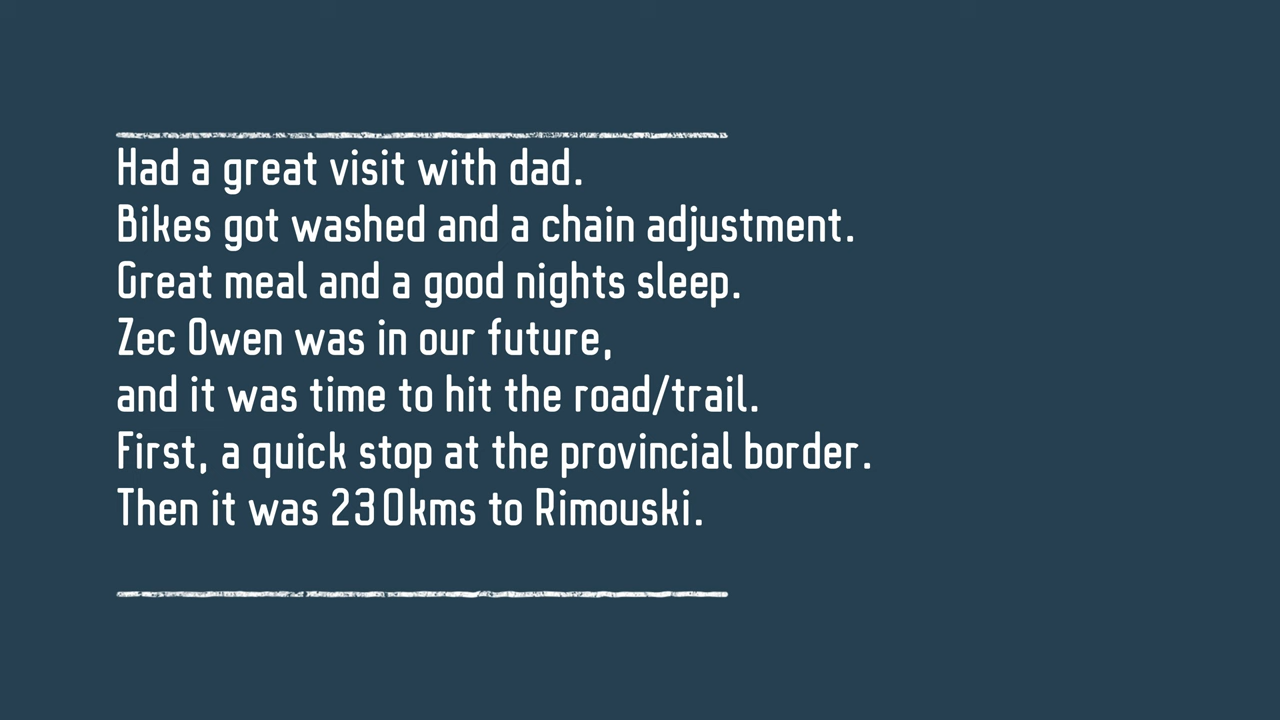 Had a great visit with dad.
Bikes got washed and a chain adjustment.
Great meal and a good nights sleep.
Zec Owen was in our future,
and it was time to hit the road/trail.
First, a quick stop at the provincial border.
Then it was 230kms to Rimouski.